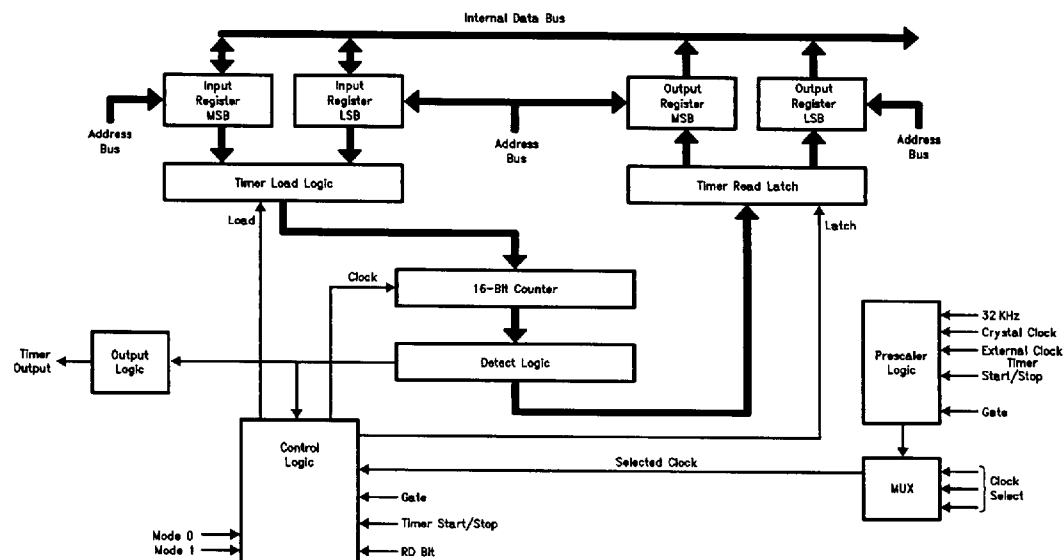 Internal Data Bus
Input
Register
MSB
Input
Register
LSB
Output
Register
MSB
Output
Register
LSB
Address
Bus
Address
Bus
Address
Bus
Timer Load Logic
Timer Read Latch
Load
Latch
Clock
16-Bit Counter
Timer
Output
Output
Logic
Detect Logic
Prescaler
Logic
32 KHz
Crystal Clock
External Clock
Timer
Start/Stop
Gate
Control
Logic
Selected Clock
MUX
Clock
Select
Gate
Timer Start/Stop
Mode 0
Mode 1
RD Bit